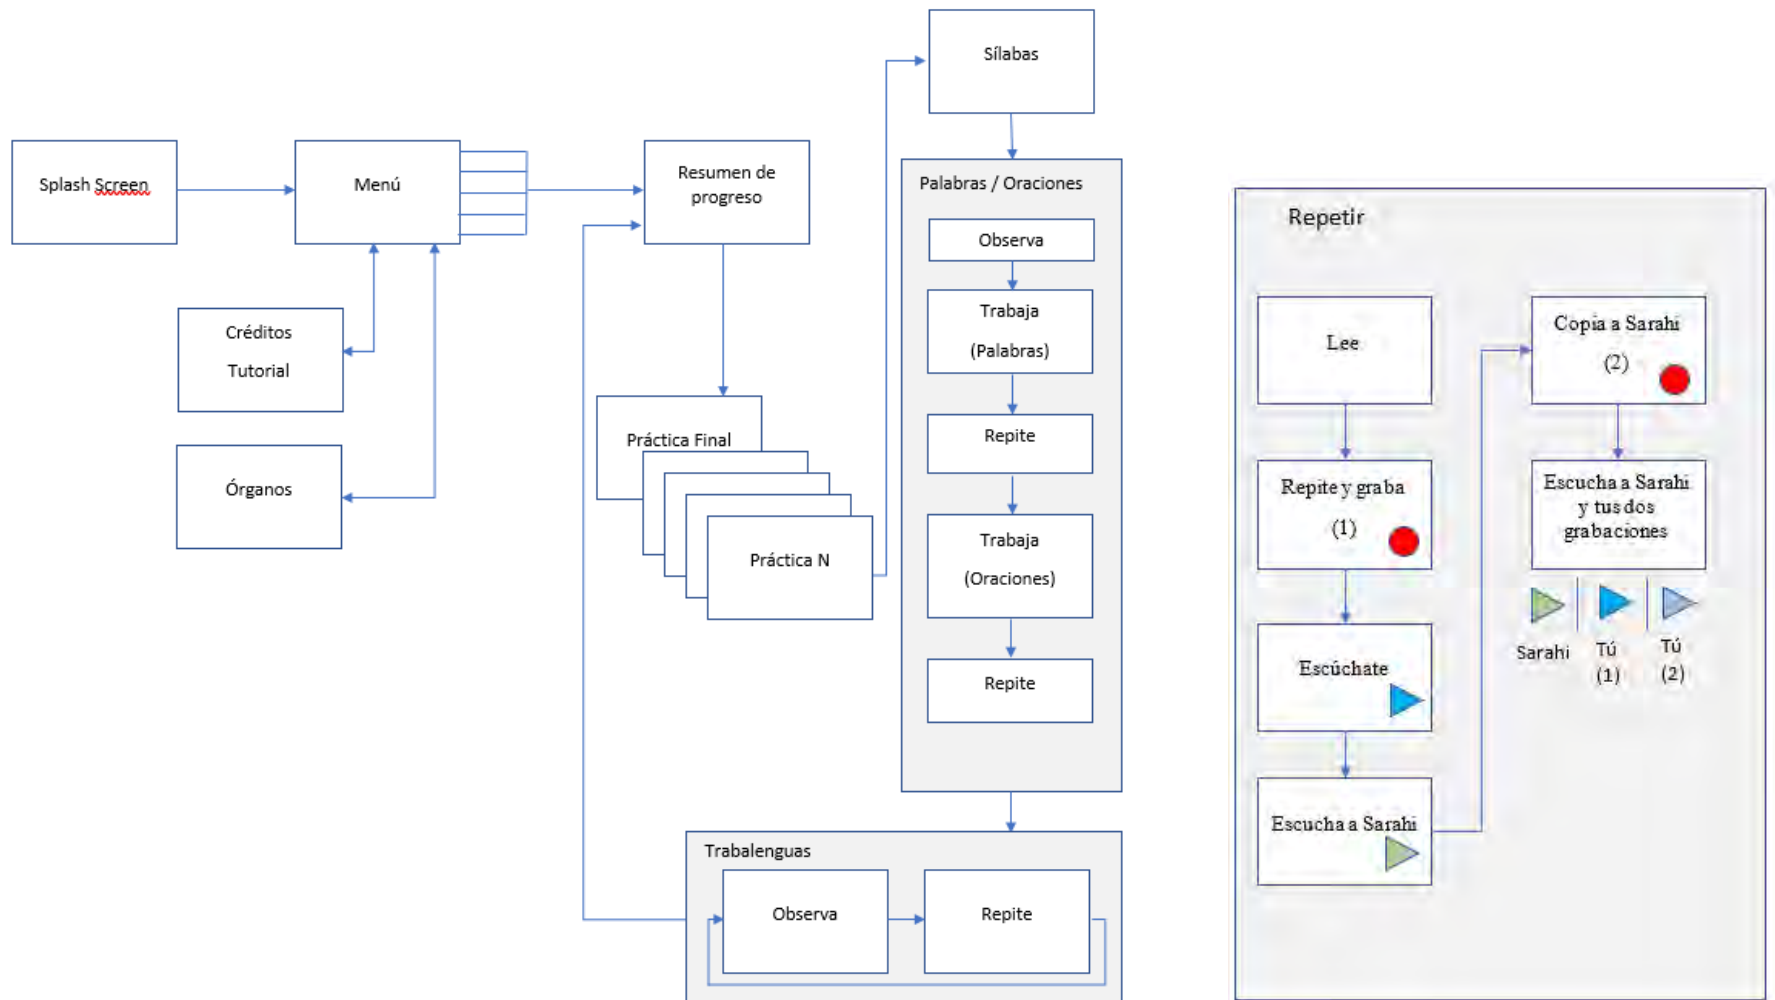 Splash Screen
Menú
Créditos
Tutorial
Órganos
Resumen de
progreso
Práctica Final
Práctica N
Sílabas
Palabras / Oraciones
Observa
Trabaja
(Palabras)
Repite
Trabaja
(Oraciones)
Repite
Trabalenguas
Observa
Repite
Repetir
Lee
Repite y graba
(1)
Escúchate
Escucha a Sarahi
Copia a Sarahi
(2)
Escucha a Sarahi
y tus dos
grabaciones
Sarahi
Tú
(1)
Tú
(2)